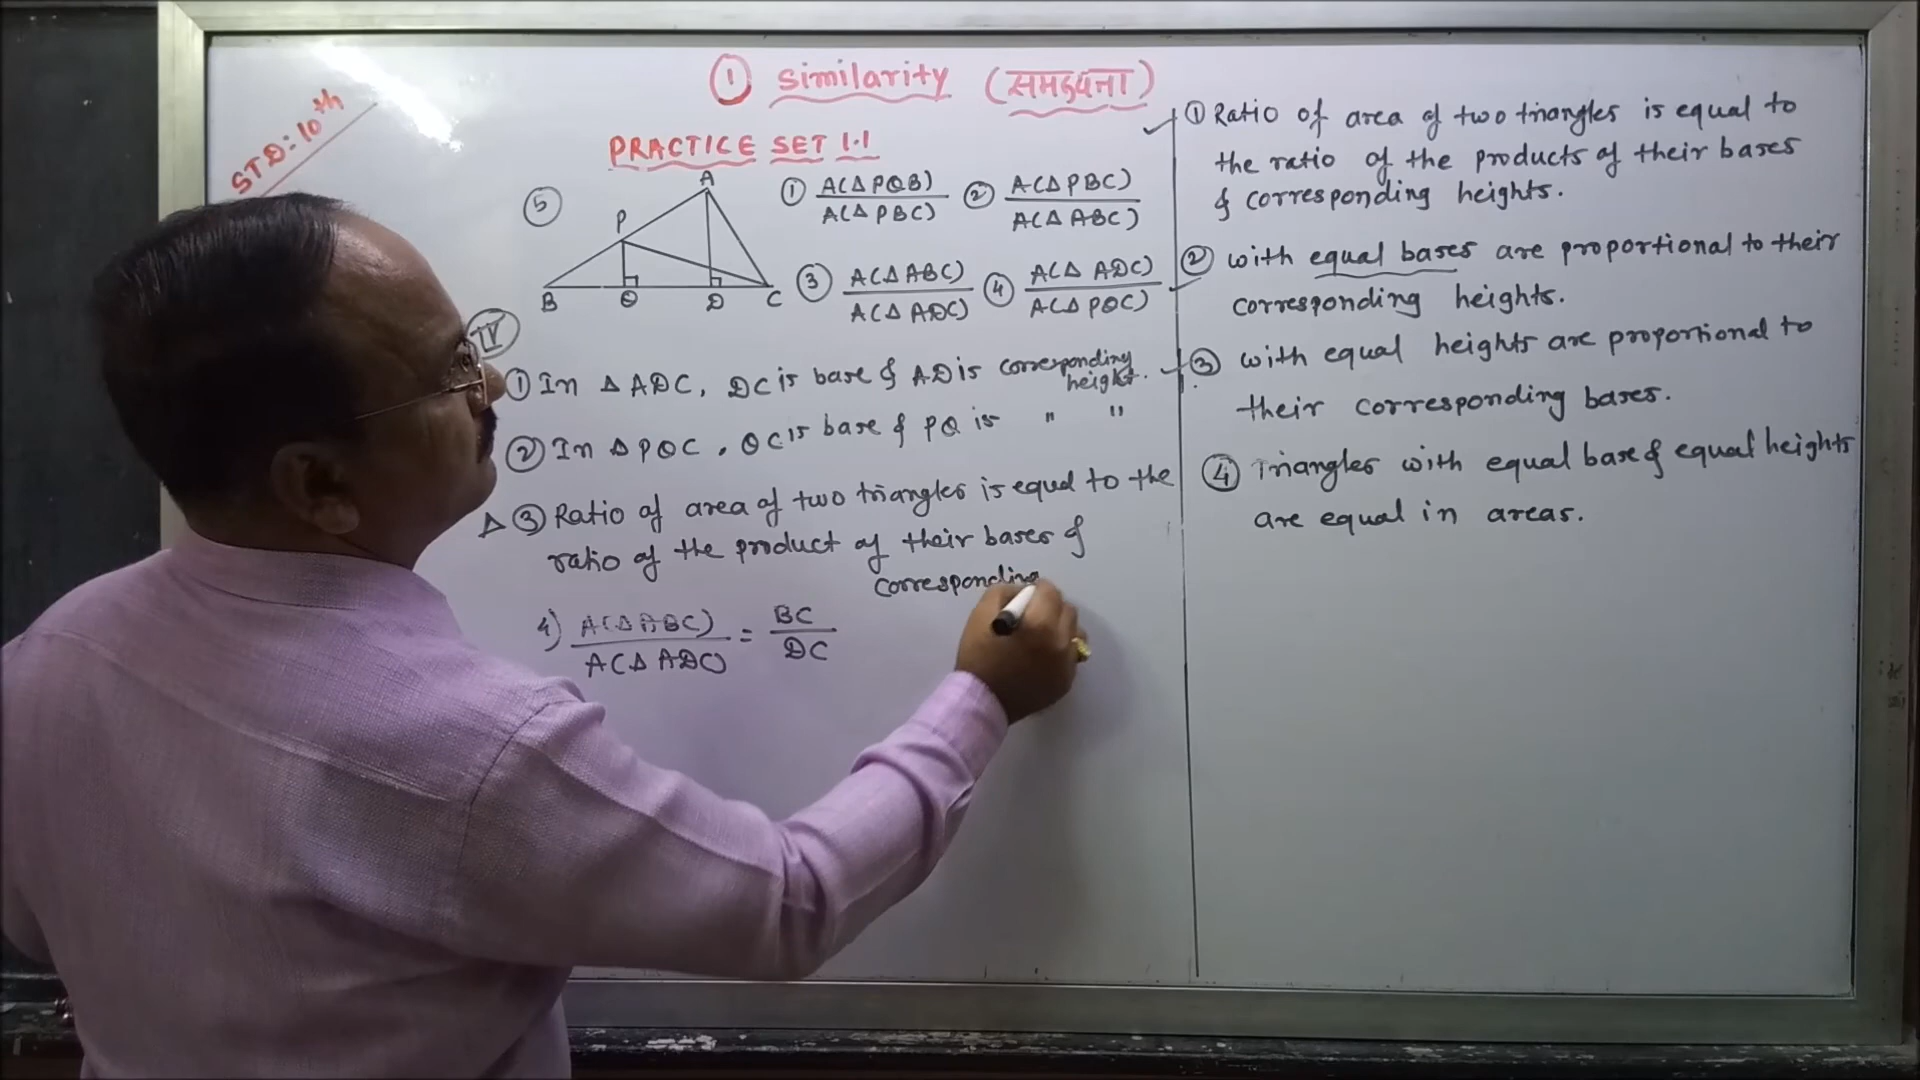 ① Similarity (समरूपता)
STD: 10th
PRACTICE SET 1.1
⑤
A
P
B Q D C
① A(Δ PQB) / A(Δ PBC) ② A(Δ PBC) / A(Δ ABC)
③ A(Δ ABC) / A(Δ ADC) ④ A(Δ ADC) / A(Δ PQC)
IV
① In Δ ADC, DC is base & AD is corresponding height.
② In Δ PQC, QC is base & PQ is " "
Δ ③ Ratio of area of two triangles is equal to the
ratio of the product of their bases &
corresponding
4) A(Δ ABC) / A(Δ ADC) = BC / DC
① Ratio of area of two triangles is equal to
the ratio of the products of their bases
& corresponding heights.
② with equal bases are proportional to their
corresponding heights.
③ with equal heights are proportional to
their corresponding bases.
④ Triangles with equal base & equal heights
are equal in areas.